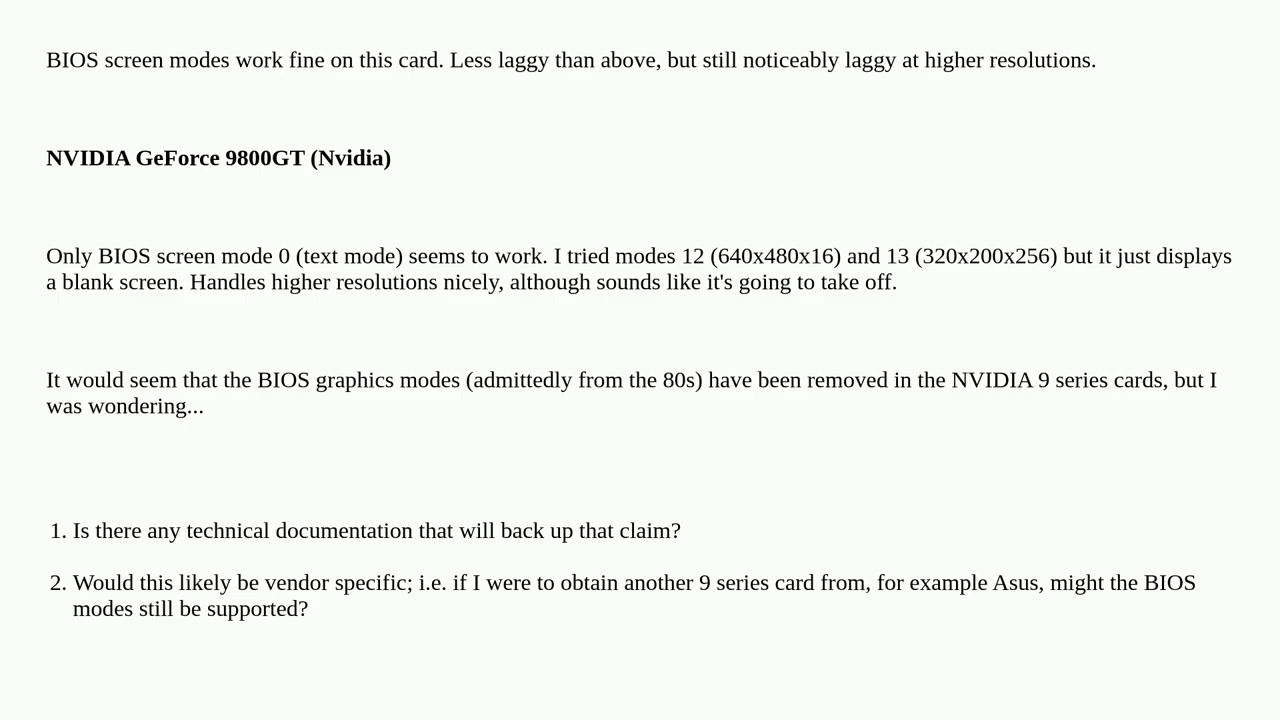 BIOS screen modes work fine on this card. Less laggy than above, but still noticeably laggy at higher resolutions.
NVIDIA GeForce 9800GT (Nvidia)
Only BIOS screen mode 0 (text mode) seems to work. I tried modes 12 (640x480x16) and 13 (320x200x256) but it just displays
a blank screen. Handles higher resolutions nicely, although sounds like it's going to take off.
It would seem that the BIOS graphics modes (admittedly from the 80s) have been removed in the NVIDIA 9 series cards, but I
was wondering...
1. Is there any technical documentation that will back up that claim?
2. Would this likely be vendor specific; i.e. if I were to obtain another 9 series card from, for example Asus, might the BIOS
modes still be supported?